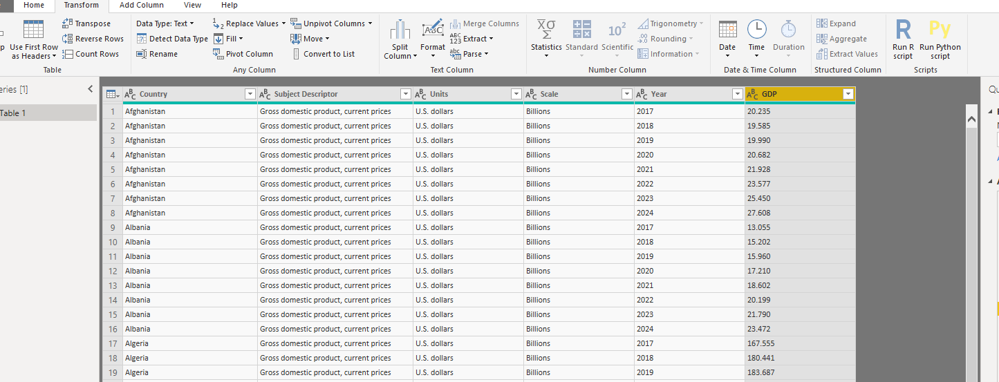 Home Transform Add Column View Help
Transpose Data Type: Text Replace Values Unpivot Columns Merge Columns Trigonometry Expand
Use First Row as Headers Reverse Rows Detect Data Type Fill Move Split Column Format Extract Statistics Standard Scientific Rounding Date Time Duration Aggregate Run R script Run Python script
Count Rows Rename Pivot Column Convert to List Parse Information Extract Values
Table Any Column Text Column Number Column Date & Time Column Structured Column Scripts
[1] Country Subject Descriptor Units Scale Year GDP
Table 1
1 Afghanistan Gross domestic product, current prices U.S. dollars Billions 2017 20.235
2 Afghanistan Gross domestic product, current prices U.S. dollars Billions 2018 19.585
3 Afghanistan Gross domestic product, current prices U.S. dollars Billions 2019 19.990
4 Afghanistan Gross domestic product, current prices U.S. dollars Billions 2020 20.682
5 Afghanistan Gross domestic product, current prices U.S. dollars Billions 2021 21.928
6 Afghanistan Gross domestic product, current prices U.S. dollars Billions 2022 23.577
7 Afghanistan Gross domestic product, current prices U.S. dollars Billions 2023 25.450
8 Afghanistan Gross domestic product, current prices U.S. dollars Billions 2024 27.608
9 Albania Gross domestic product, current prices U.S. dollars Billions 2017 13.055
10 Albania Gross domestic product, current prices U.S. dollars Billions 2018 15.202
11 Albania Gross domestic product, current prices U.S. dollars Billions 2019 15.960
12 Albania Gross domestic product, current prices U.S. dollars Billions 2020 17.210
13 Albania Gross domestic product, current prices U.S. dollars Billions 2021 18.602
14 Albania Gross domestic product, current prices U.S. dollars Billions 2022 20.199
15 Albania Gross domestic product, current prices U.S. dollars Billions 2023 21.790
16 Albania Gross domestic product, current prices U.S. dollars Billions 2024 23.472
17 Algeria Gross domestic product, current prices U.S. dollars Billions 2017 167.555
18 Algeria Gross domestic product, current prices U.S. dollars Billions 2018 180.441
19 Algeria Gross domestic product, current prices U.S. dollars Billions 2019 183.687